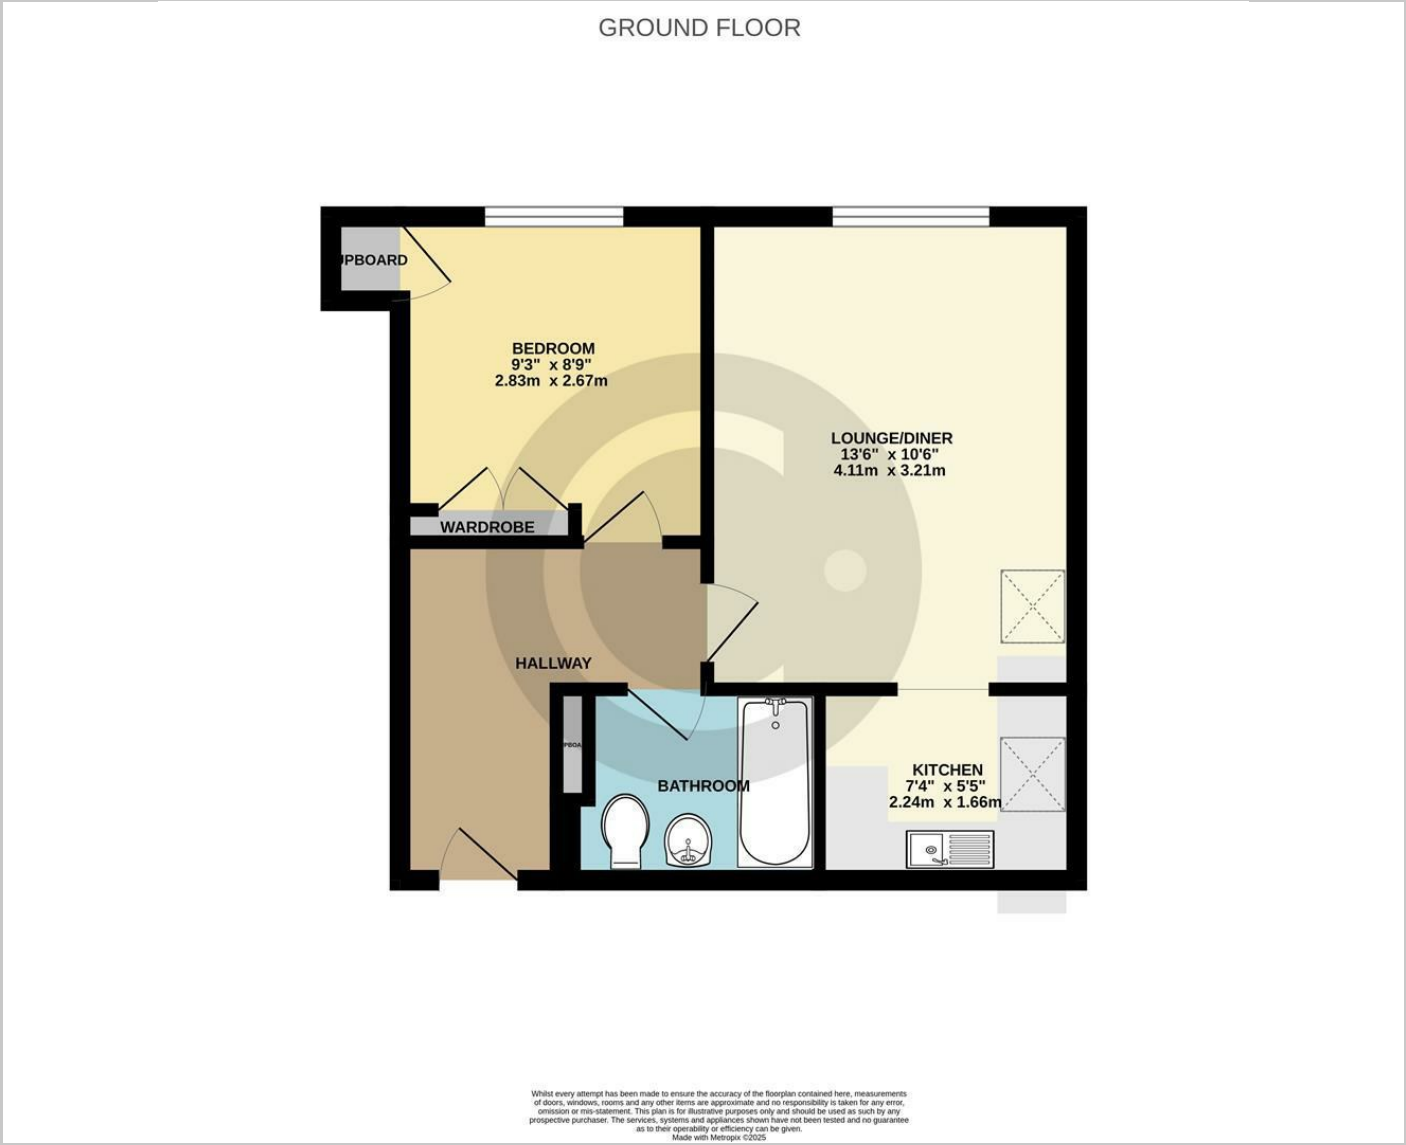 GROUND FLOOR
UPBOARD
BEDROOM
9'3" x 8'9"
2.83m x 2.67m
LOUNGE/DINER
13'6" x 10'6"
4.11m x 3.21m
WARDROBE
HALLWAY
PBOA
BATHROOM
KITCHEN
7'4" x 5'5"
2.24m x 1.66m
Whilst every attempt has been made to ensure the accuracy of the floorplan contained here, measurements
of doors, windows, rooms and any other items are approximate and no responsibility is taken for any error,
omission or mis-statement. This plan is for illustrative purposes only and should be used as such by any
prospective purchaser. The services, systems and appliances shown have not been tested and no guarantee
as to their operability or efficiency can be given.
Made with Metropix ©2025